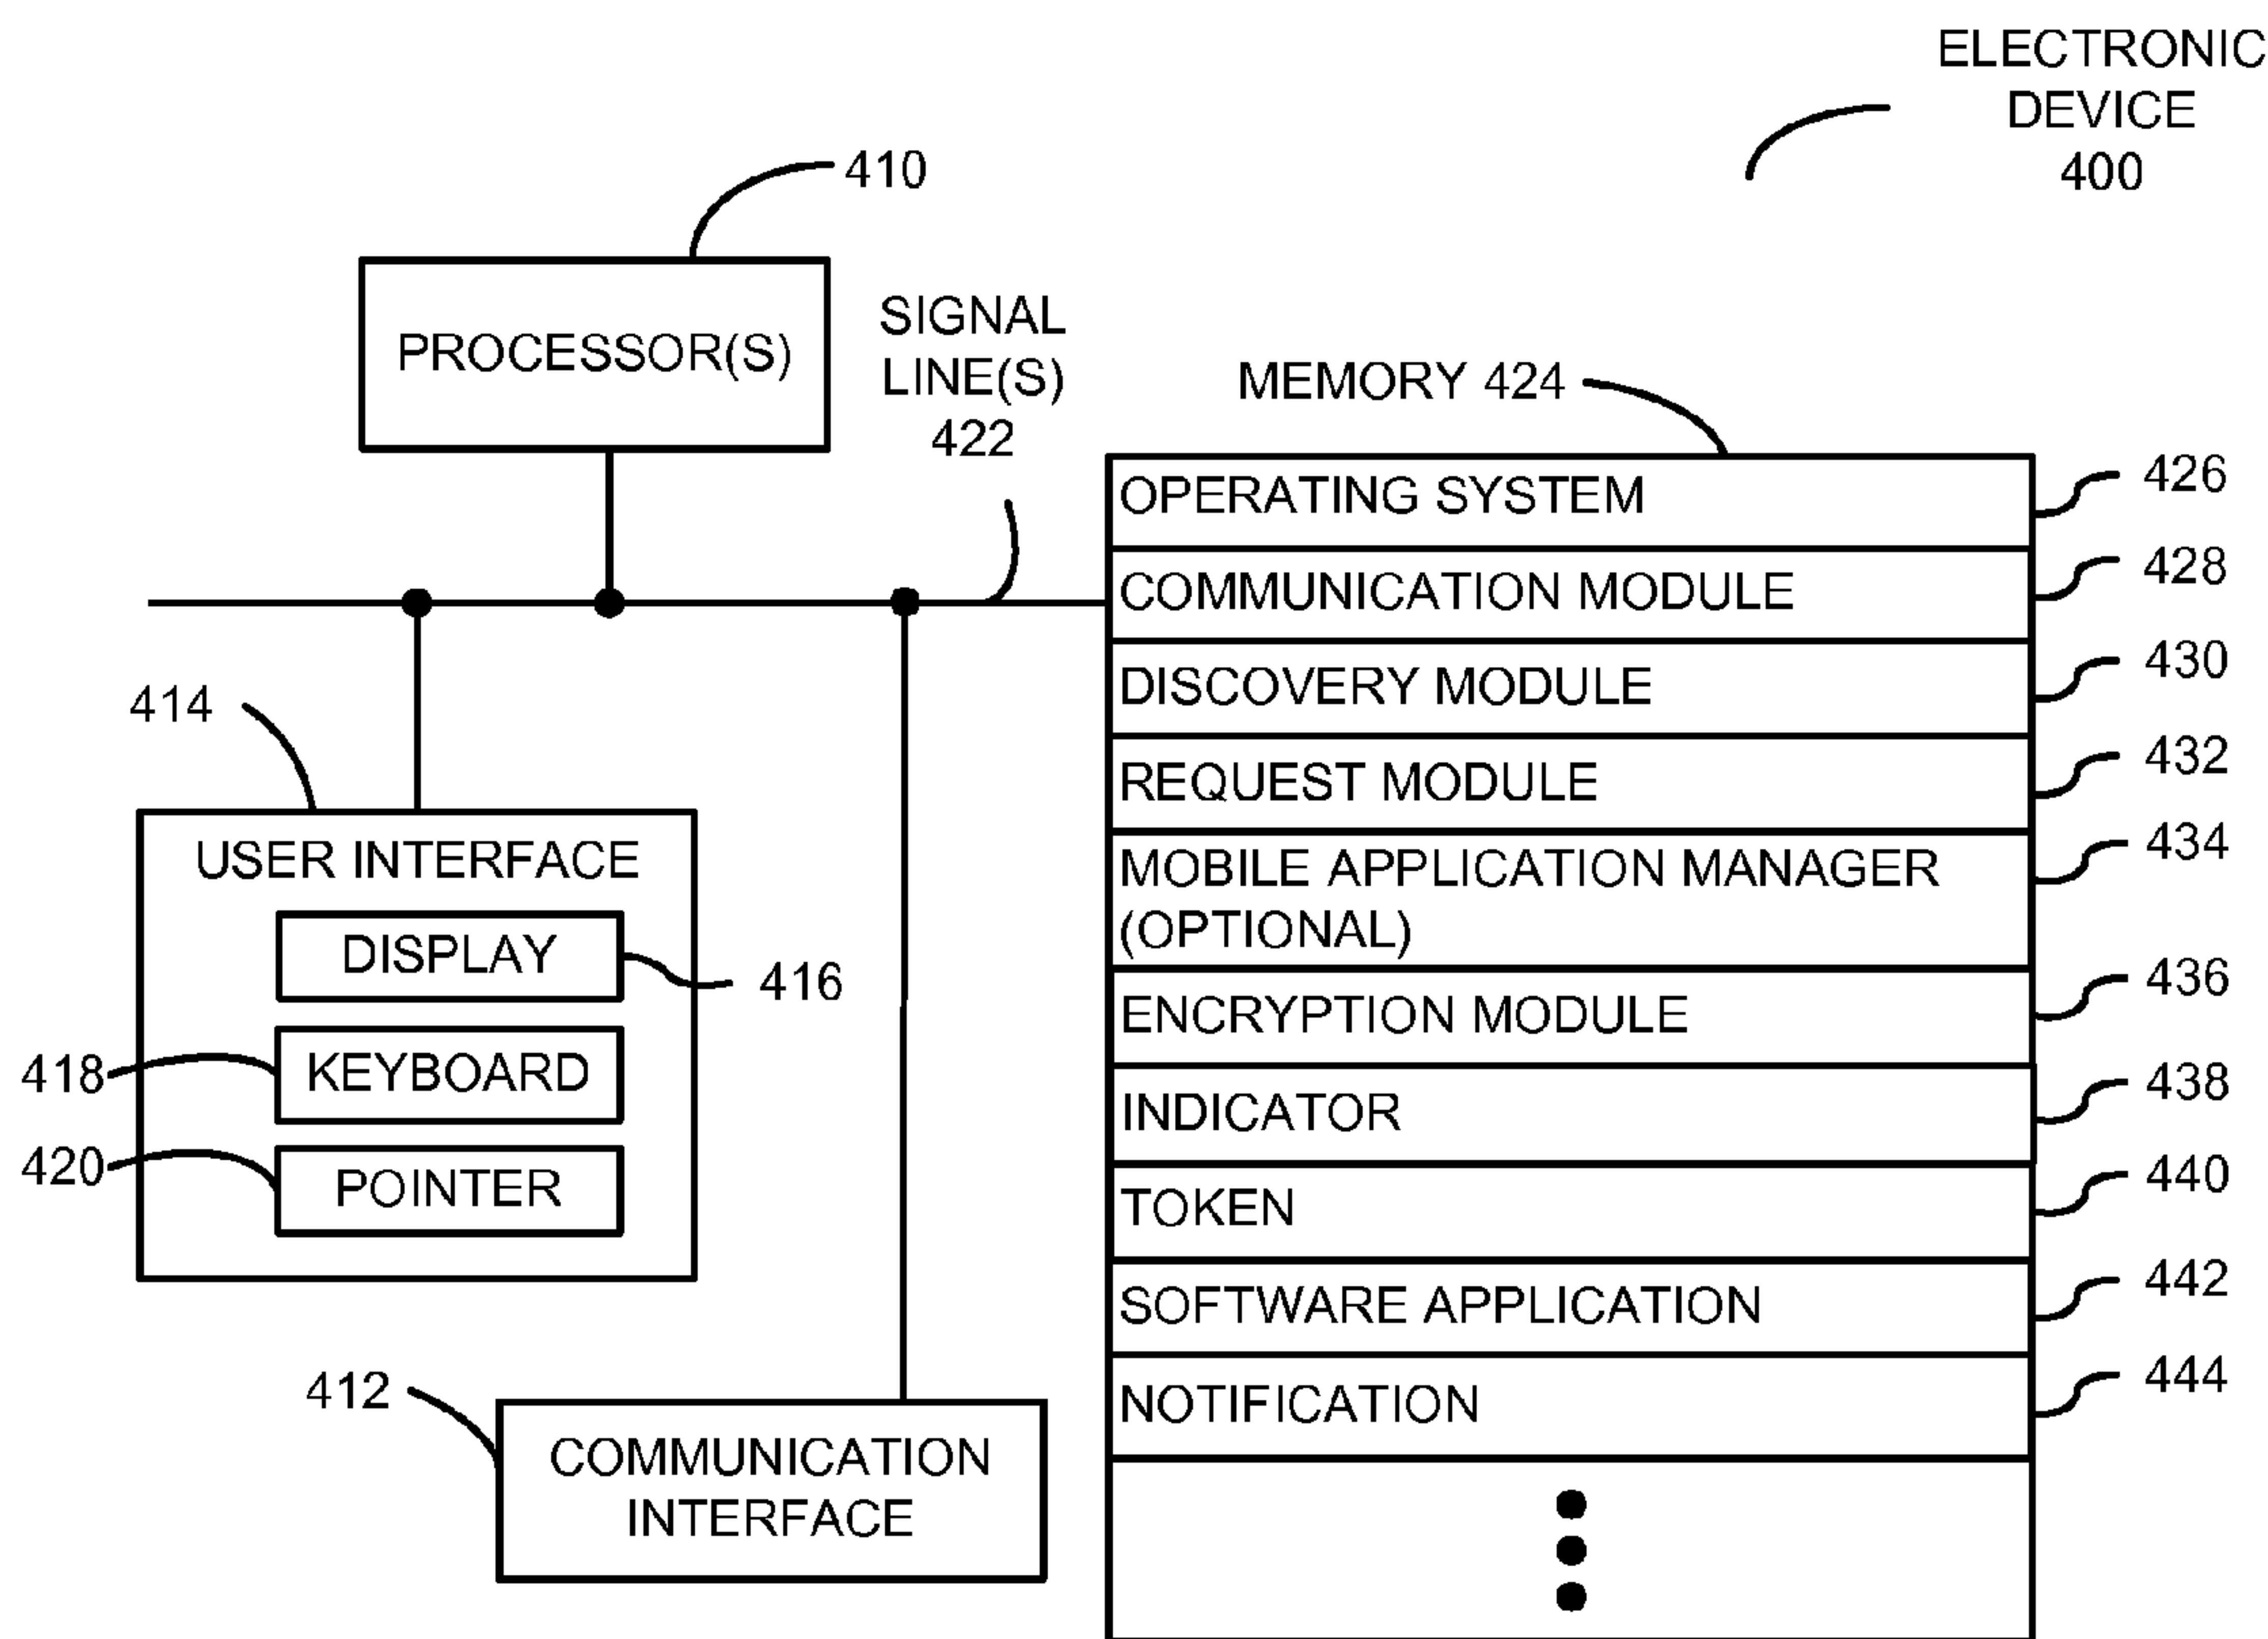 ELECTRONIC
DEVICE
400
410
PROCESSOR(S)
SIGNAL
LINE(S)
422
MEMORY 424
OPERATING SYSTEM
426
COMMUNICATION MODULE
428
DISCOVERY MODULE
430
REQUEST MODULE
432
MOBILE APPLICATION MANAGER
(OPTIONAL)
434
ENCRYPTION MODULE
436
INDICATOR
438
TOKEN
440
SOFTWARE APPLICATION
442
NOTIFICATION
444
414
USER INTERFACE
DISPLAY
416
418
KEYBOARD
420
POINTER
412
COMMUNICATION
INTERFACE